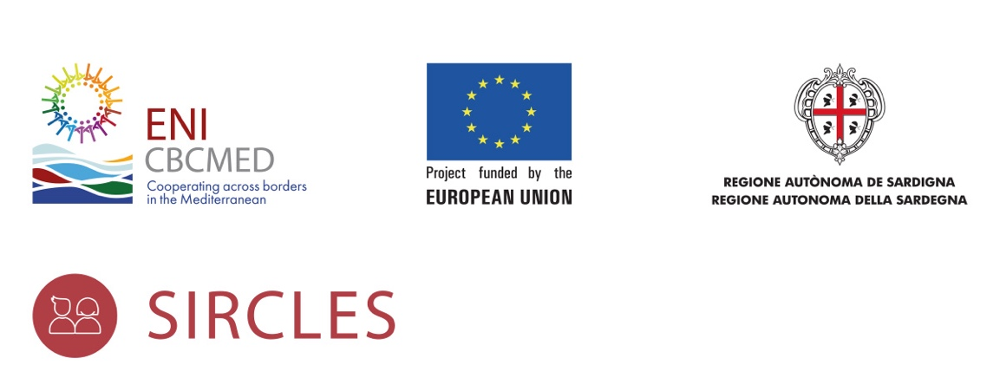 ENI
CBCMED
Cooperating across borders
in the Mediterranean
Project funded by the
EUROPEAN UNION
REGIONE AUTÒNOMA DE SARDIGNA
REGIONE AUTONOMA DELLA SARDEGNA
SIRCLES